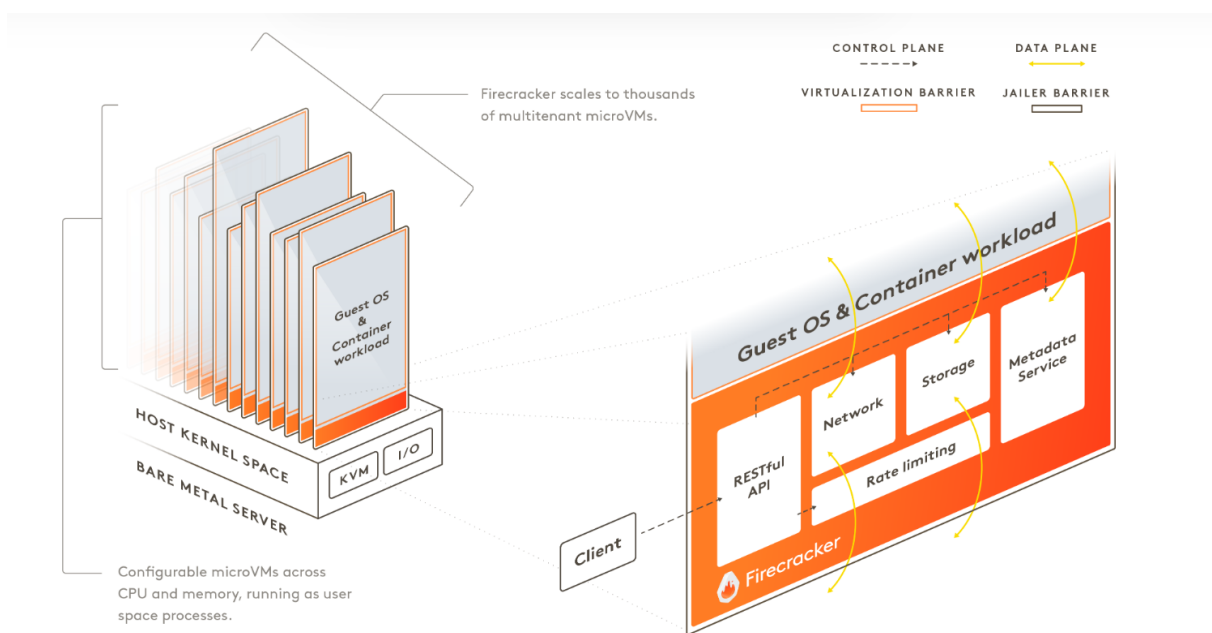 CONTROL PLANE
DATA PLANE
VIRTUALIZATION BARRIER
JAILER BARRIER
Firecracker scales to thousands
of multitenant microVMs.
Guest OS
&
Container
workload
HOST KERNEL SPACE
KVM
I/O
BARE METAL SERVER
Configurable microVMs across
CPU and memory, running as user
space processes.
Guest OS & Container workload
RESTful
API
Network
Storage
Metadata
Service
Rate limiting
Client
Firecracker